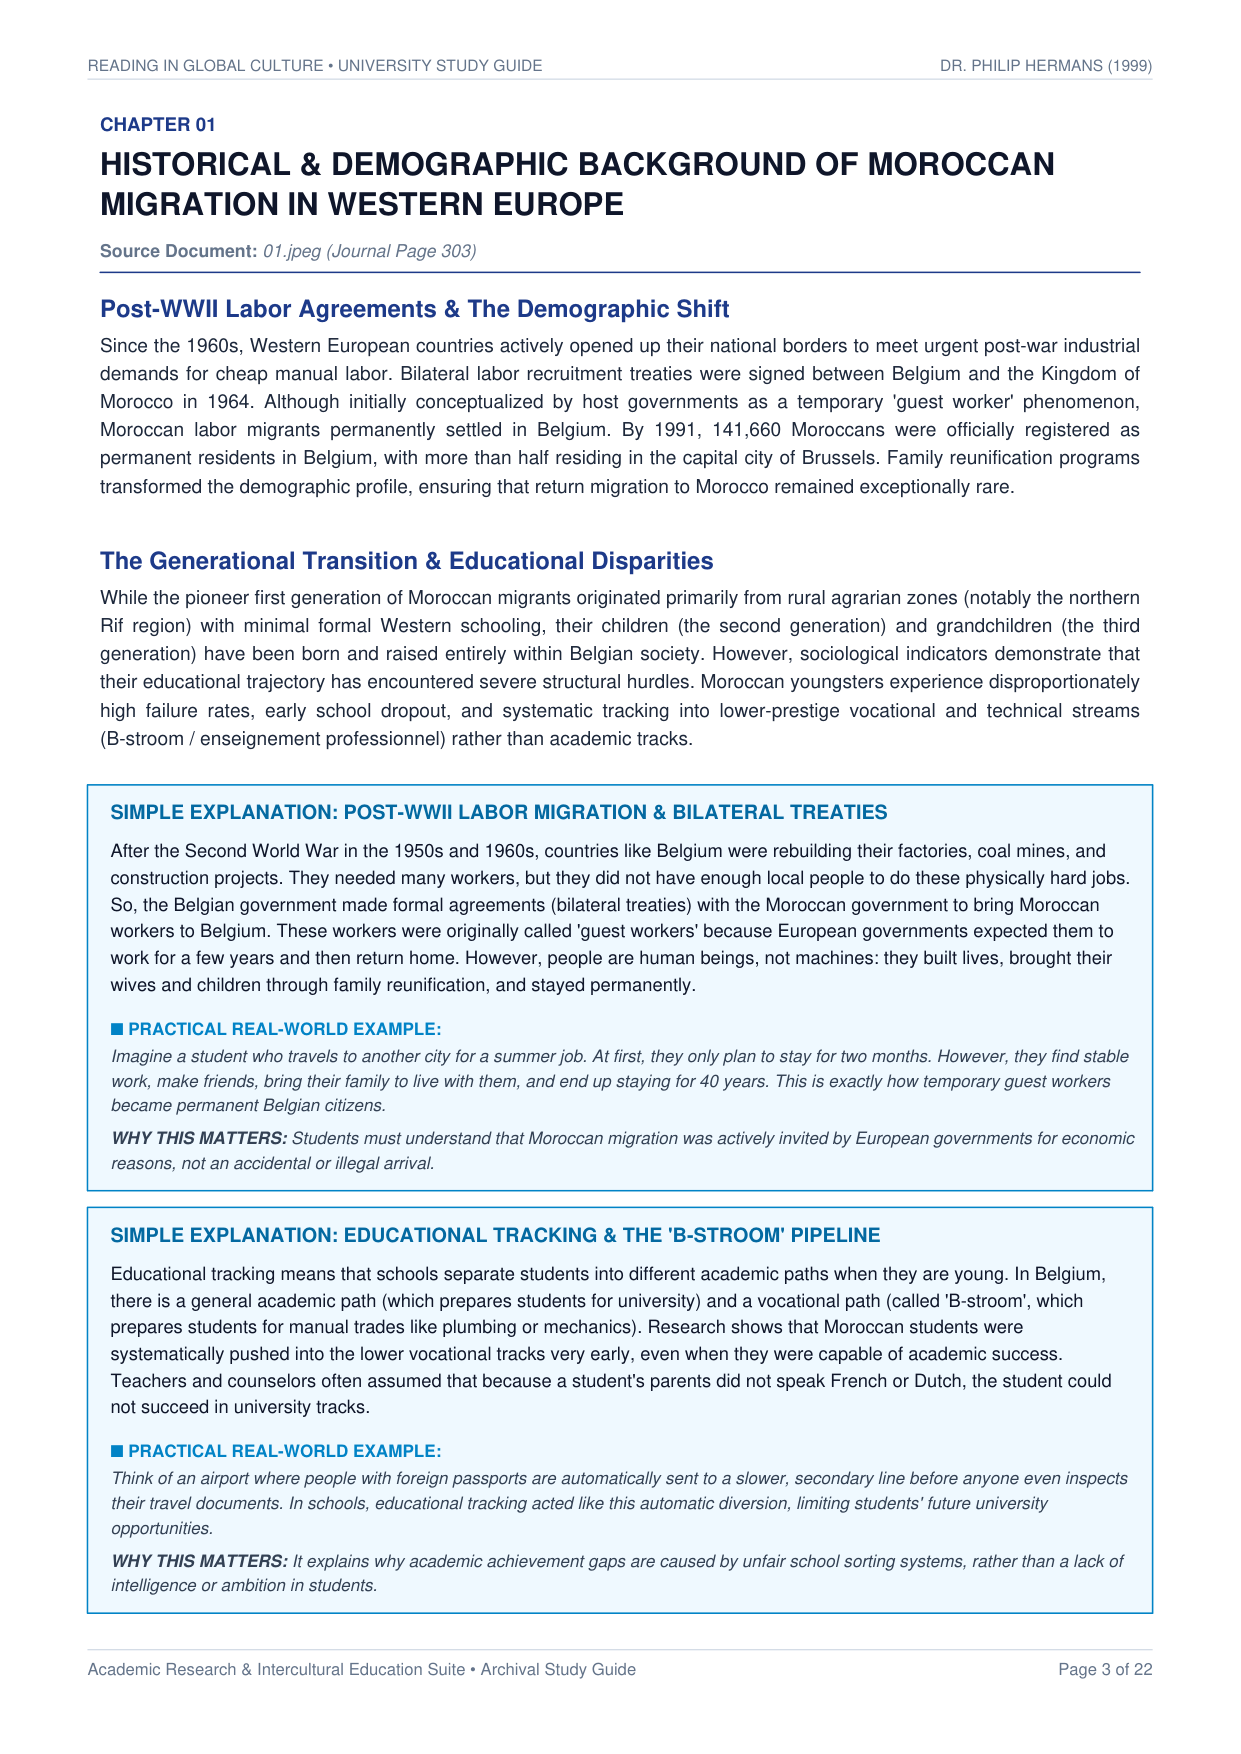 READING IN GLOBAL CULTURE • UNIVERSITY STUDY GUIDE
DR. PHILIP HERMANS (1999)
CHAPTER 01
HISTORICAL & DEMOGRAPHIC BACKGROUND OF MOROCCAN
MIGRATION IN WESTERN EUROPE
Source Document: 01.jpeg (Journal Page 303)
Post-WWII Labor Agreements & The Demographic Shift
Since the 1960s, Western European countries actively opened up their national borders to meet urgent post-war industrial
demands for cheap manual labor. Bilateral labor recruitment treaties were signed between Belgium and the Kingdom of
Morocco in 1964. Although initially conceptualized by host governments as a temporary 'guest worker' phenomenon,
Moroccan labor migrants permanently settled in Belgium. By 1991, 141,660 Moroccans were officially registered as
permanent residents in Belgium, with more than half residing in the capital city of Brussels. Family reunification programs
transformed the demographic profile, ensuring that return migration to Morocco remained exceptionally rare.
The Generational Transition & Educational Disparities
While the pioneer first generation of Moroccan migrants originated primarily from rural agrarian zones (notably the northern
Rif region) with minimal formal Western schooling, their children (the second generation) and grandchildren (the third
generation) have been born and raised entirely within Belgian society. However, sociological indicators demonstrate that
their educational trajectory has encountered severe structural hurdles. Moroccan youngsters experience disproportionately
high failure rates, early school dropout, and systematic tracking into lower-prestige vocational and technical streams
(B-stroom / enseignement professionnel) rather than academic tracks.
SIMPLE EXPLANATION: POST-WWII LABOR MIGRATION & BILATERAL TREATIES
After the Second World War in the 1950s and 1960s, countries like Belgium were rebuilding their factories, coal mines, and
construction projects. They needed many workers, but they did not have enough local people to do these physically hard jobs.
So, the Belgian government made formal agreements (bilateral treaties) with the Moroccan government to bring Moroccan
workers to Belgium. These workers were originally called 'guest workers' because European governments expected them to
work for a few years and then return home. However, people are human beings, not machines: they built lives, brought their
wives and children through family reunification, and stayed permanently.
■ PRACTICAL REAL-WORLD EXAMPLE:
Imagine a student who travels to another city for a summer job. At first, they only plan to stay for two months. However, they find stable
work, make friends, bring their family to live with them, and end up staying for 40 years. This is exactly how temporary guest workers
became permanent Belgian citizens.
WHY THIS MATTERS: Students must understand that Moroccan migration was actively invited by European governments for economic
reasons, not an accidental or illegal arrival.
SIMPLE EXPLANATION: EDUCATIONAL TRACKING & THE 'B-STROOM' PIPELINE
Educational tracking means that schools separate students into different academic paths when they are young. In Belgium,
there is a general academic path (which prepares students for university) and a vocational path (called 'B-stroom', which
prepares students for manual trades like plumbing or mechanics). Research shows that Moroccan students were
systematically pushed into the lower vocational tracks very early, even when they were capable of academic success.
Teachers and counselors often assumed that because a student's parents did not speak French or Dutch, the student could
not succeed in university tracks.
■ PRACTICAL REAL-WORLD EXAMPLE:
Think of an airport where people with foreign passports are automatically sent to a slower, secondary line before anyone even inspects
their travel documents. In schools, educational tracking acted like this automatic diversion, limiting students' future university
opportunities.
WHY THIS MATTERS: It explains why academic achievement gaps are caused by unfair school sorting systems, rather than a lack of
intelligence or ambition in students.
Academic Research & Intercultural Education Suite • Archival Study Guide
Page 3 of 22